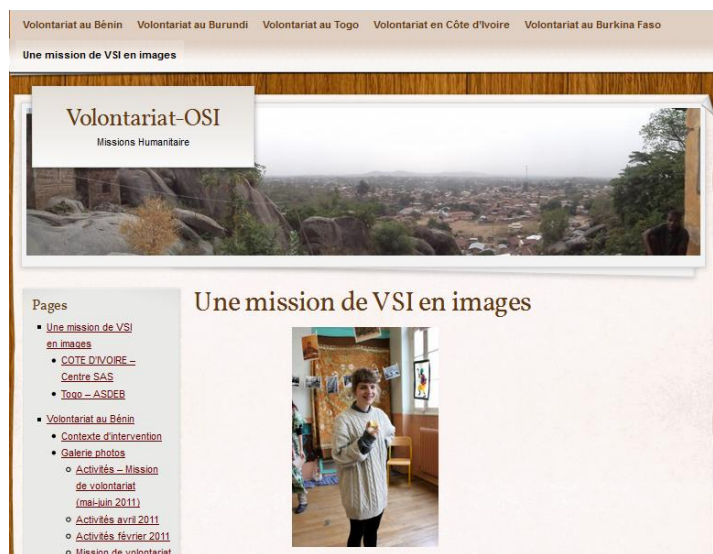 Volontariat au Bénin Volontariat au Burundi Volontariat au Togo Volontariat en Côte d'Ivoire Volontariat au Burkina Faso
Une mission de VSI en images
Volontariat-OSI
Missions Humanitaire
Pages
Une mission de VSI
en images
COTE D'IVOIRE –
Centre SAS
Togo – ASDEB
Volontariat au Bénin
Contexte d'intervention
Galerie photos
Activités – Mission
de volontariat
(mai-juin 2011)
Activités avril 2011
Activités février 2011
Mission de volontariat
Une mission de VSI en images